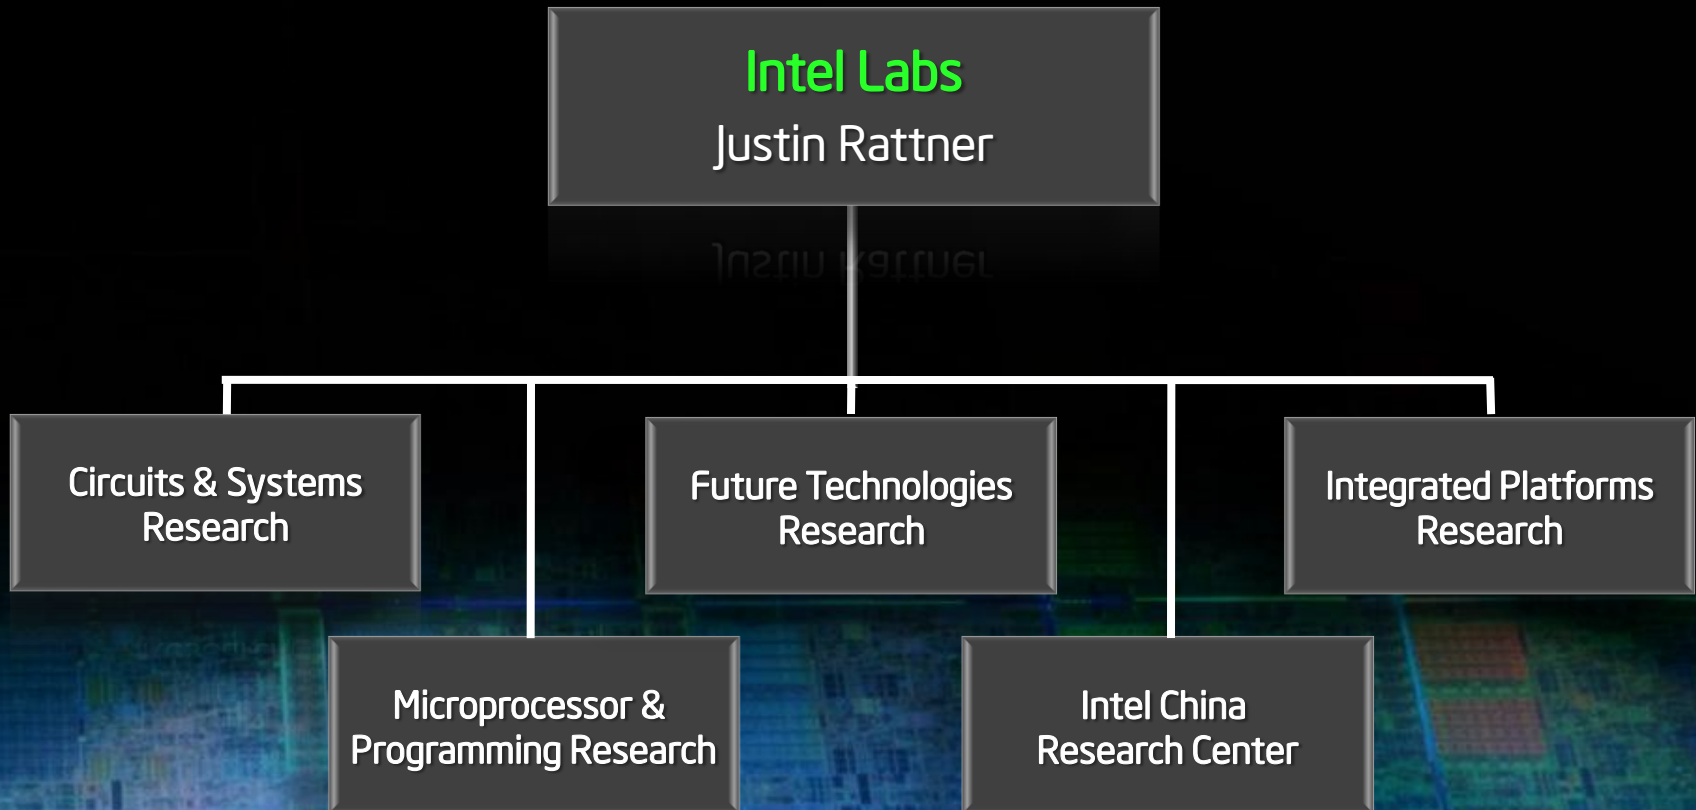 Intel Labs
Justin Rattner
Circuits & Systems
Research
Future Technologies
Research
Integrated Platforms
Research
Microprocessor &
Programming Research
Intel China
Research Center